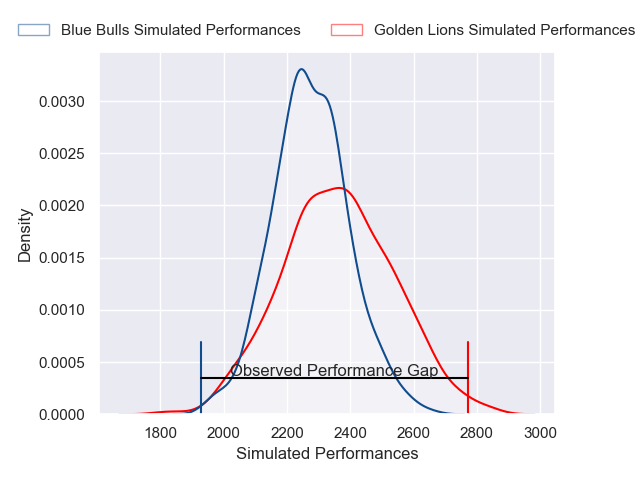 Blue Bulls Simulated Performances
Golden Lions Simulated Performances
0.0030
0.0025
0.0020
0.0015
0.0010
0.0005
0.0000
Density
Observed Performance Gap
1800 2000 2200 2400 2600 2800 3000
Simulated Performances